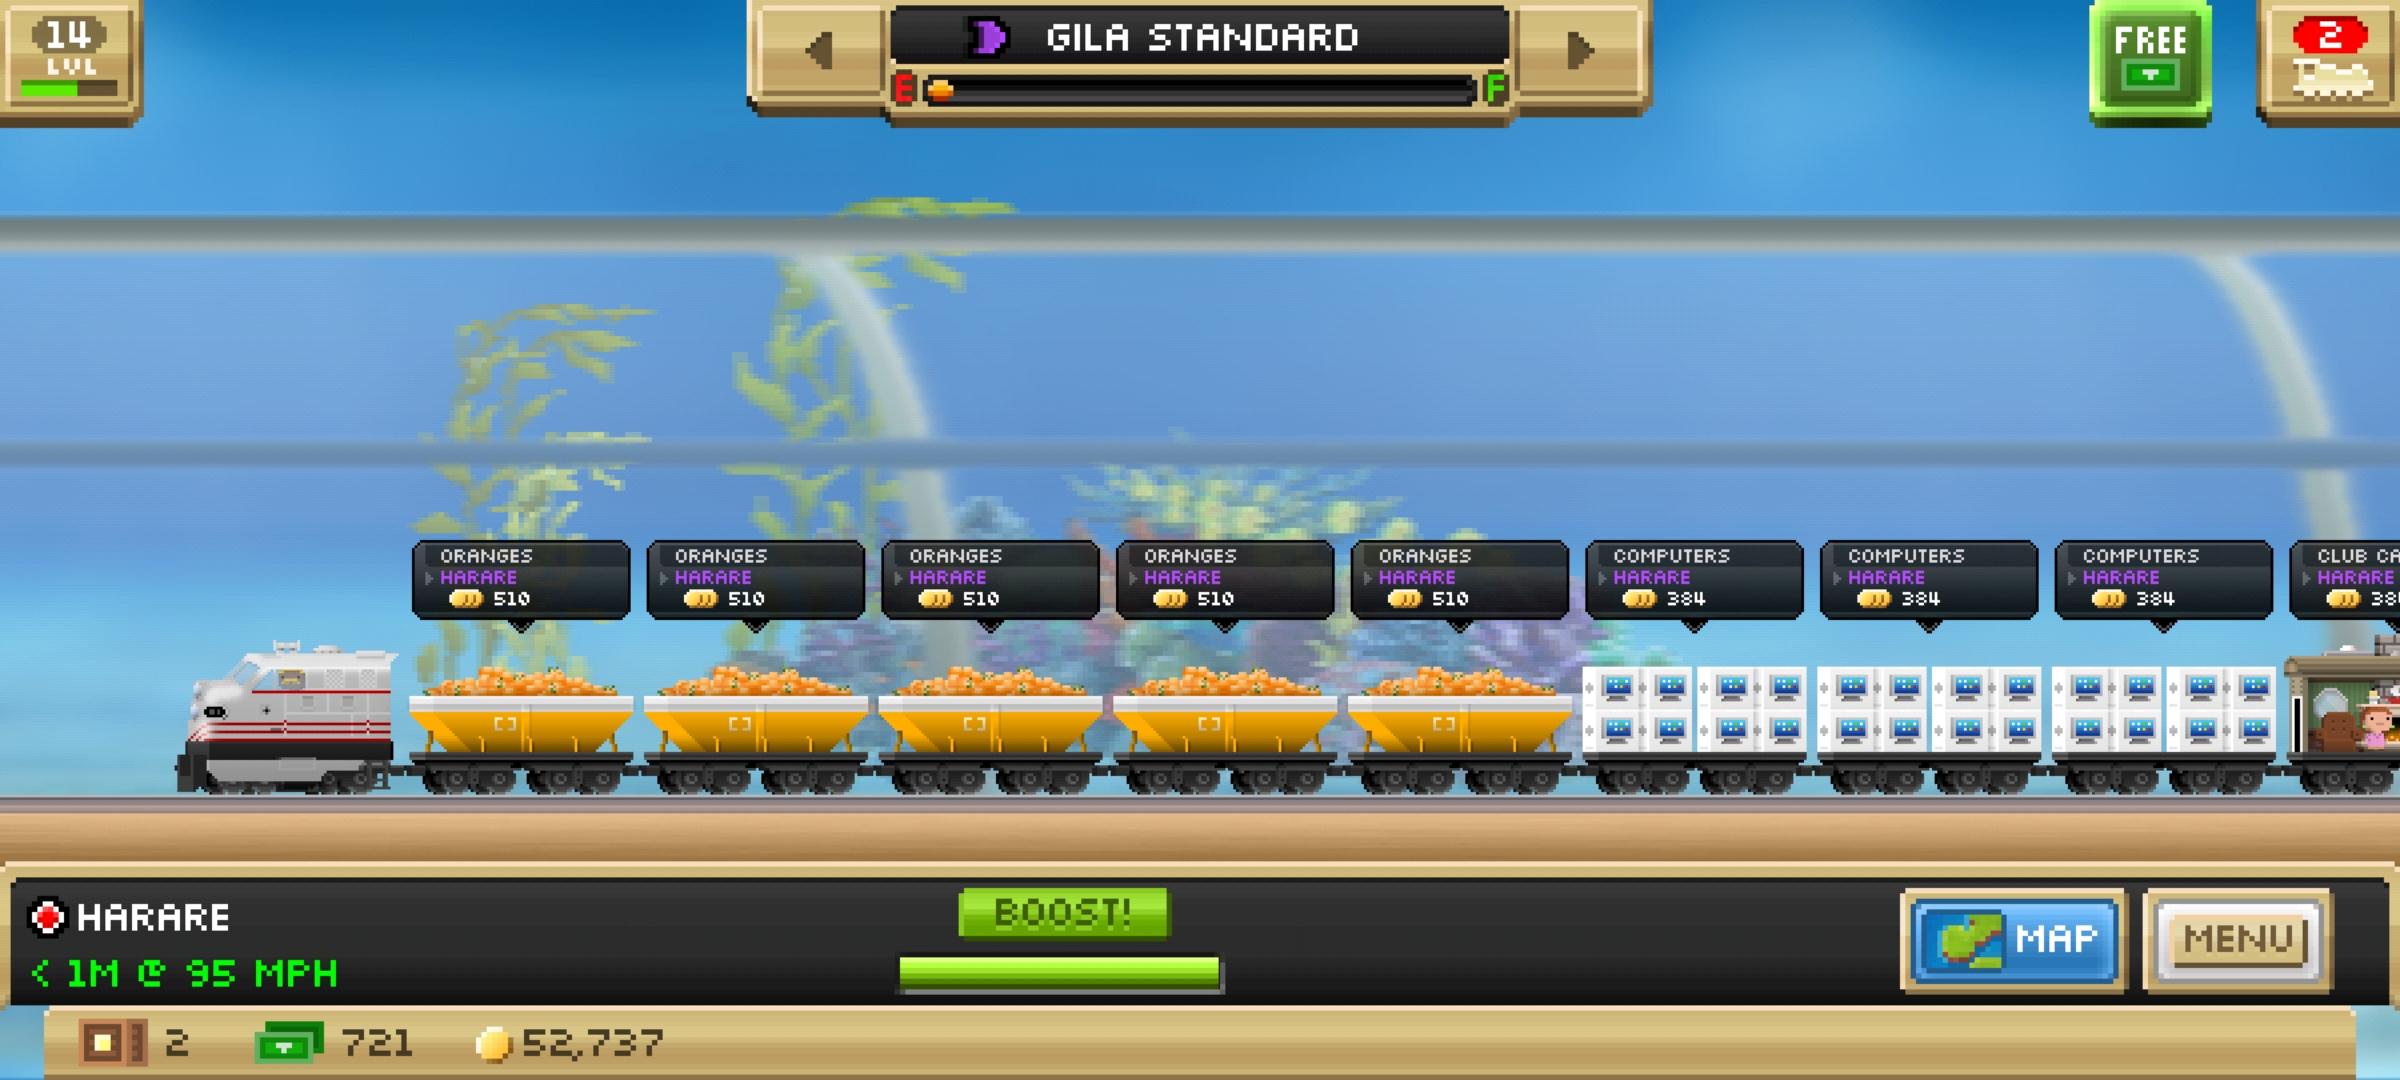 14
LVL
GILA STANDARD
E F
FREE
2
ORANGES
HARARE
510
ORANGES
HARARE
510
ORANGES
HARARE
510
ORANGES
HARARE
510
ORANGES
HARARE
510
COMPUTERS
HARARE
384
COMPUTERS
HARARE
384
COMPUTERS
HARARE
384
CLUB
HARARE
HARARE
< 1M @ 95 MPH
BOOST!
MAP
MENU
2
721
52,737